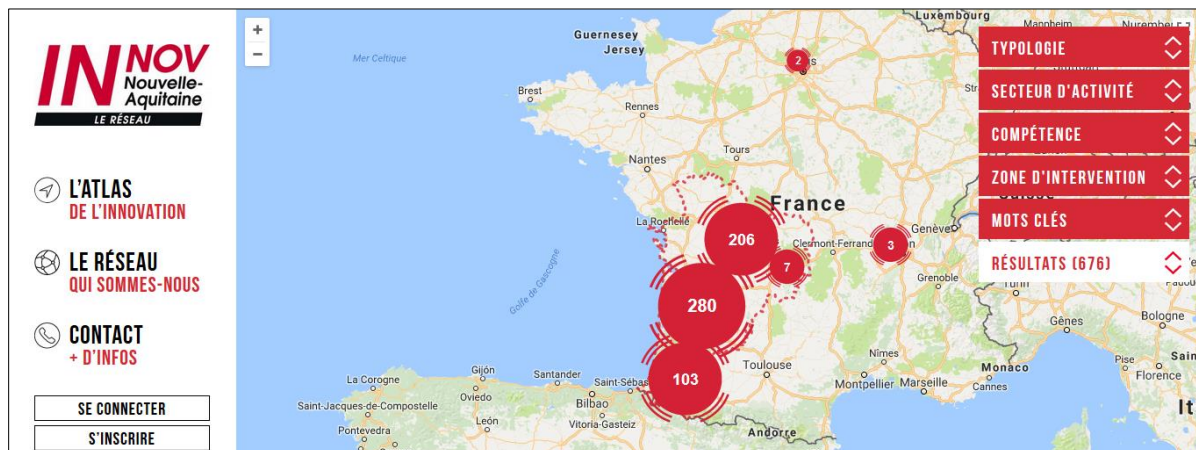 INNOV
Nouvelle-
Aquitaine
LE RÉSEAU
L'ATLAS
DE L'INNOVATION
LE RÉSEAU
QUI SOMMES-NOUS
CONTACT
+ D'INFOS
SE CONNECTER
S'INSCRIRE
+
−
Mer Celtique
Guernesey
Jersey
Brest
Rennes
Nantes
Tours
La Rochelle
France
Clermont-Ferrand
Genève
Grenoble
Golfe de Gascogne
2
206
7
3
280
103
Luxembourg
Mannheim
Toulouse
Nîmes
Montpellier
Marseille
Cannes
Monaco
Gênes
Bologne
Pise
Florence
Andorre
La Corogne
Gijón
Oviedo
Santander
Bilbao
Vitoria-Gasteiz
León
Saint-Jacques-de-Compostelle
Pontevedra
TYPOLOGIE
SECTEUR D'ACTIVITÉ
COMPÉTENCE
ZONE D'INTERVENTION
MOTS CLÉS
RÉSULTATS (676)